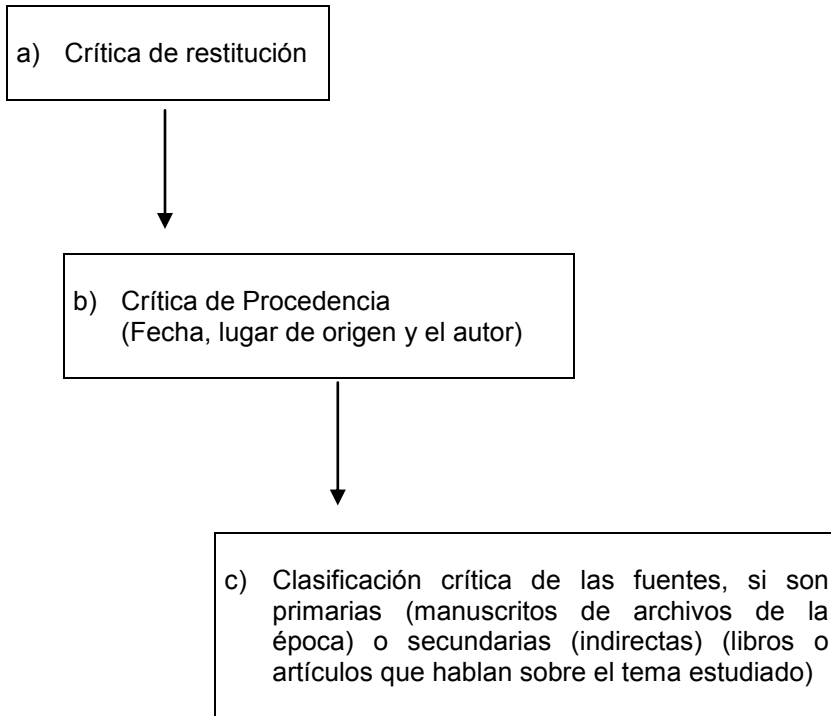 a) Crítica de restitución
b) Crítica de Procedencia
(Fecha, lugar de origen y el autor)
c) Clasificación crítica de las fuentes, si son
primarias (manuscritos de archivos de la
época) o secundarias (indirectas) (libros o
artículos que hablan sobre el tema estudiado)